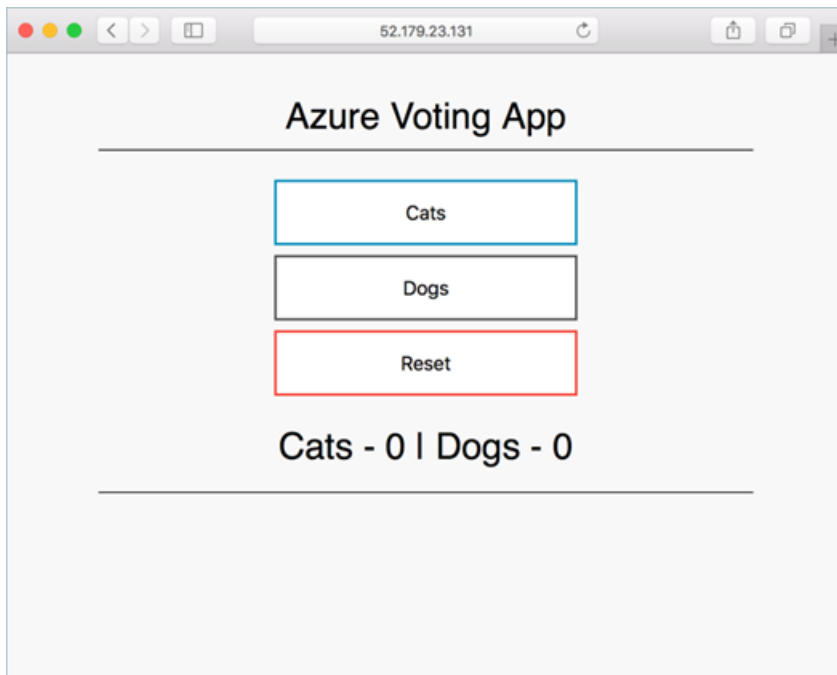 52.179.23.131
Azure Voting App
Cats
Dogs
Reset
Cats - 0 | Dogs - 0